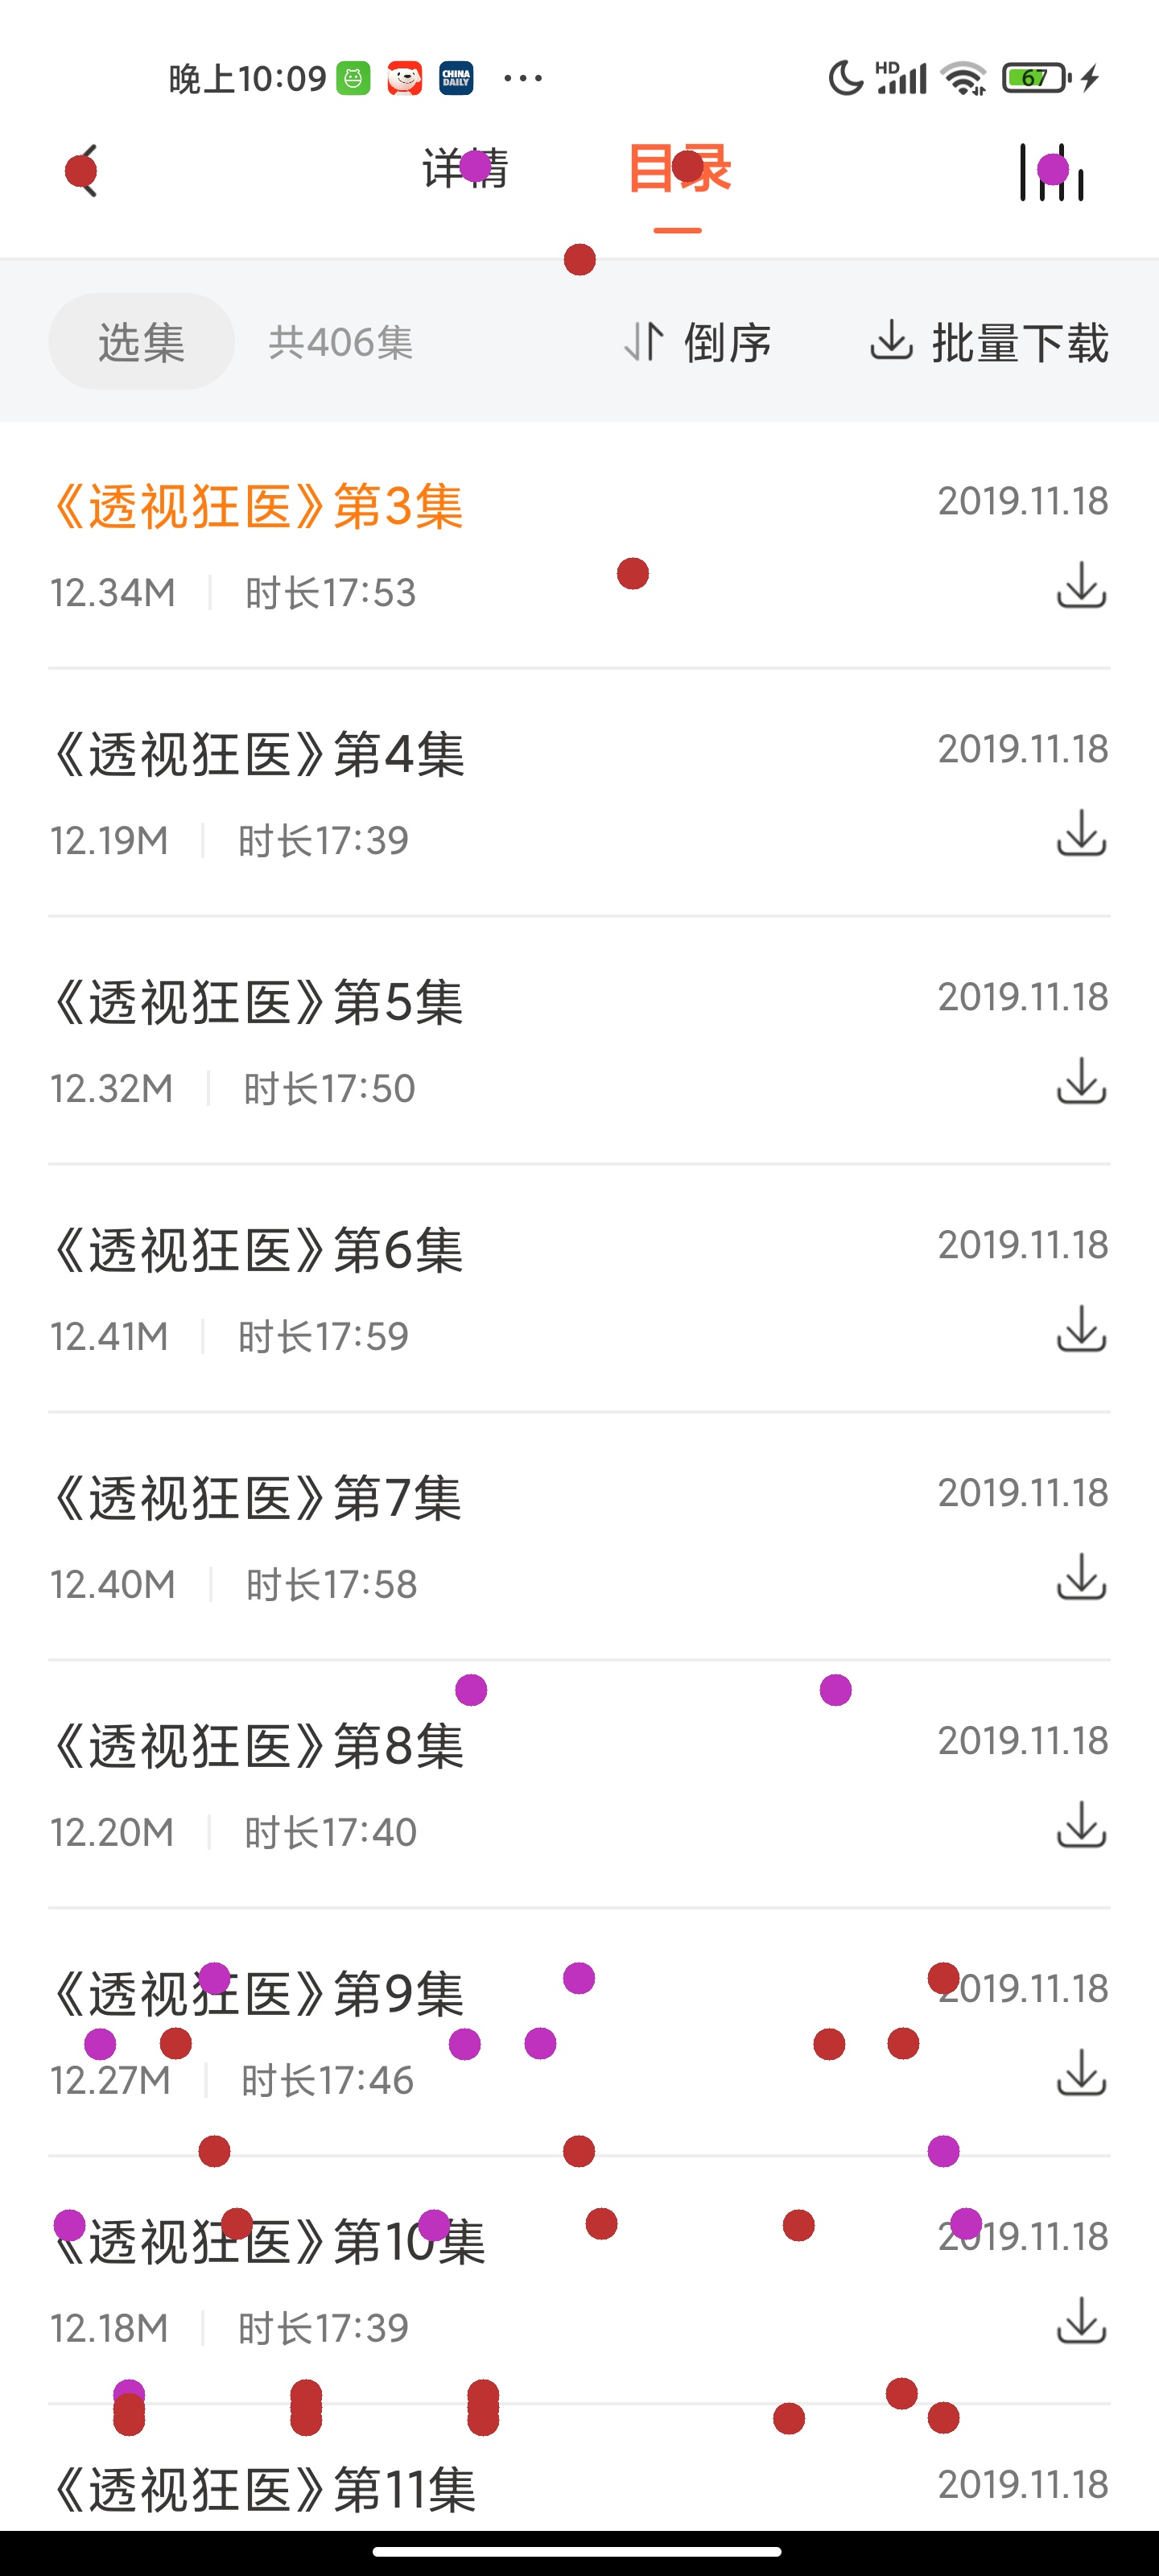 晚上10:09 CHINA DAILY HD 67
详情 目录
选集 共406集 倒序 批量下载
《透视狂医》第3集 2019.11.18
12.34M 时长17:53
《透视狂医》第4集 2019.11.18
12.19M 时长17:39
《透视狂医》第5集 2019.11.18
12.32M 时长17:50
《透视狂医》第6集 2019.11.18
12.41M 时长17:59
《透视狂医》第7集 2019.11.18
12.40M 时长17:58
《透视狂医》第8集 2019.11.18
12.20M 时长17:40
《透视狂医》第9集 2019.11.18
12.27M 时长17:46
《透视狂医》第10集 2019.11.18
12.18M 时长17:39
《透视狂医》第11集 2019.11.18